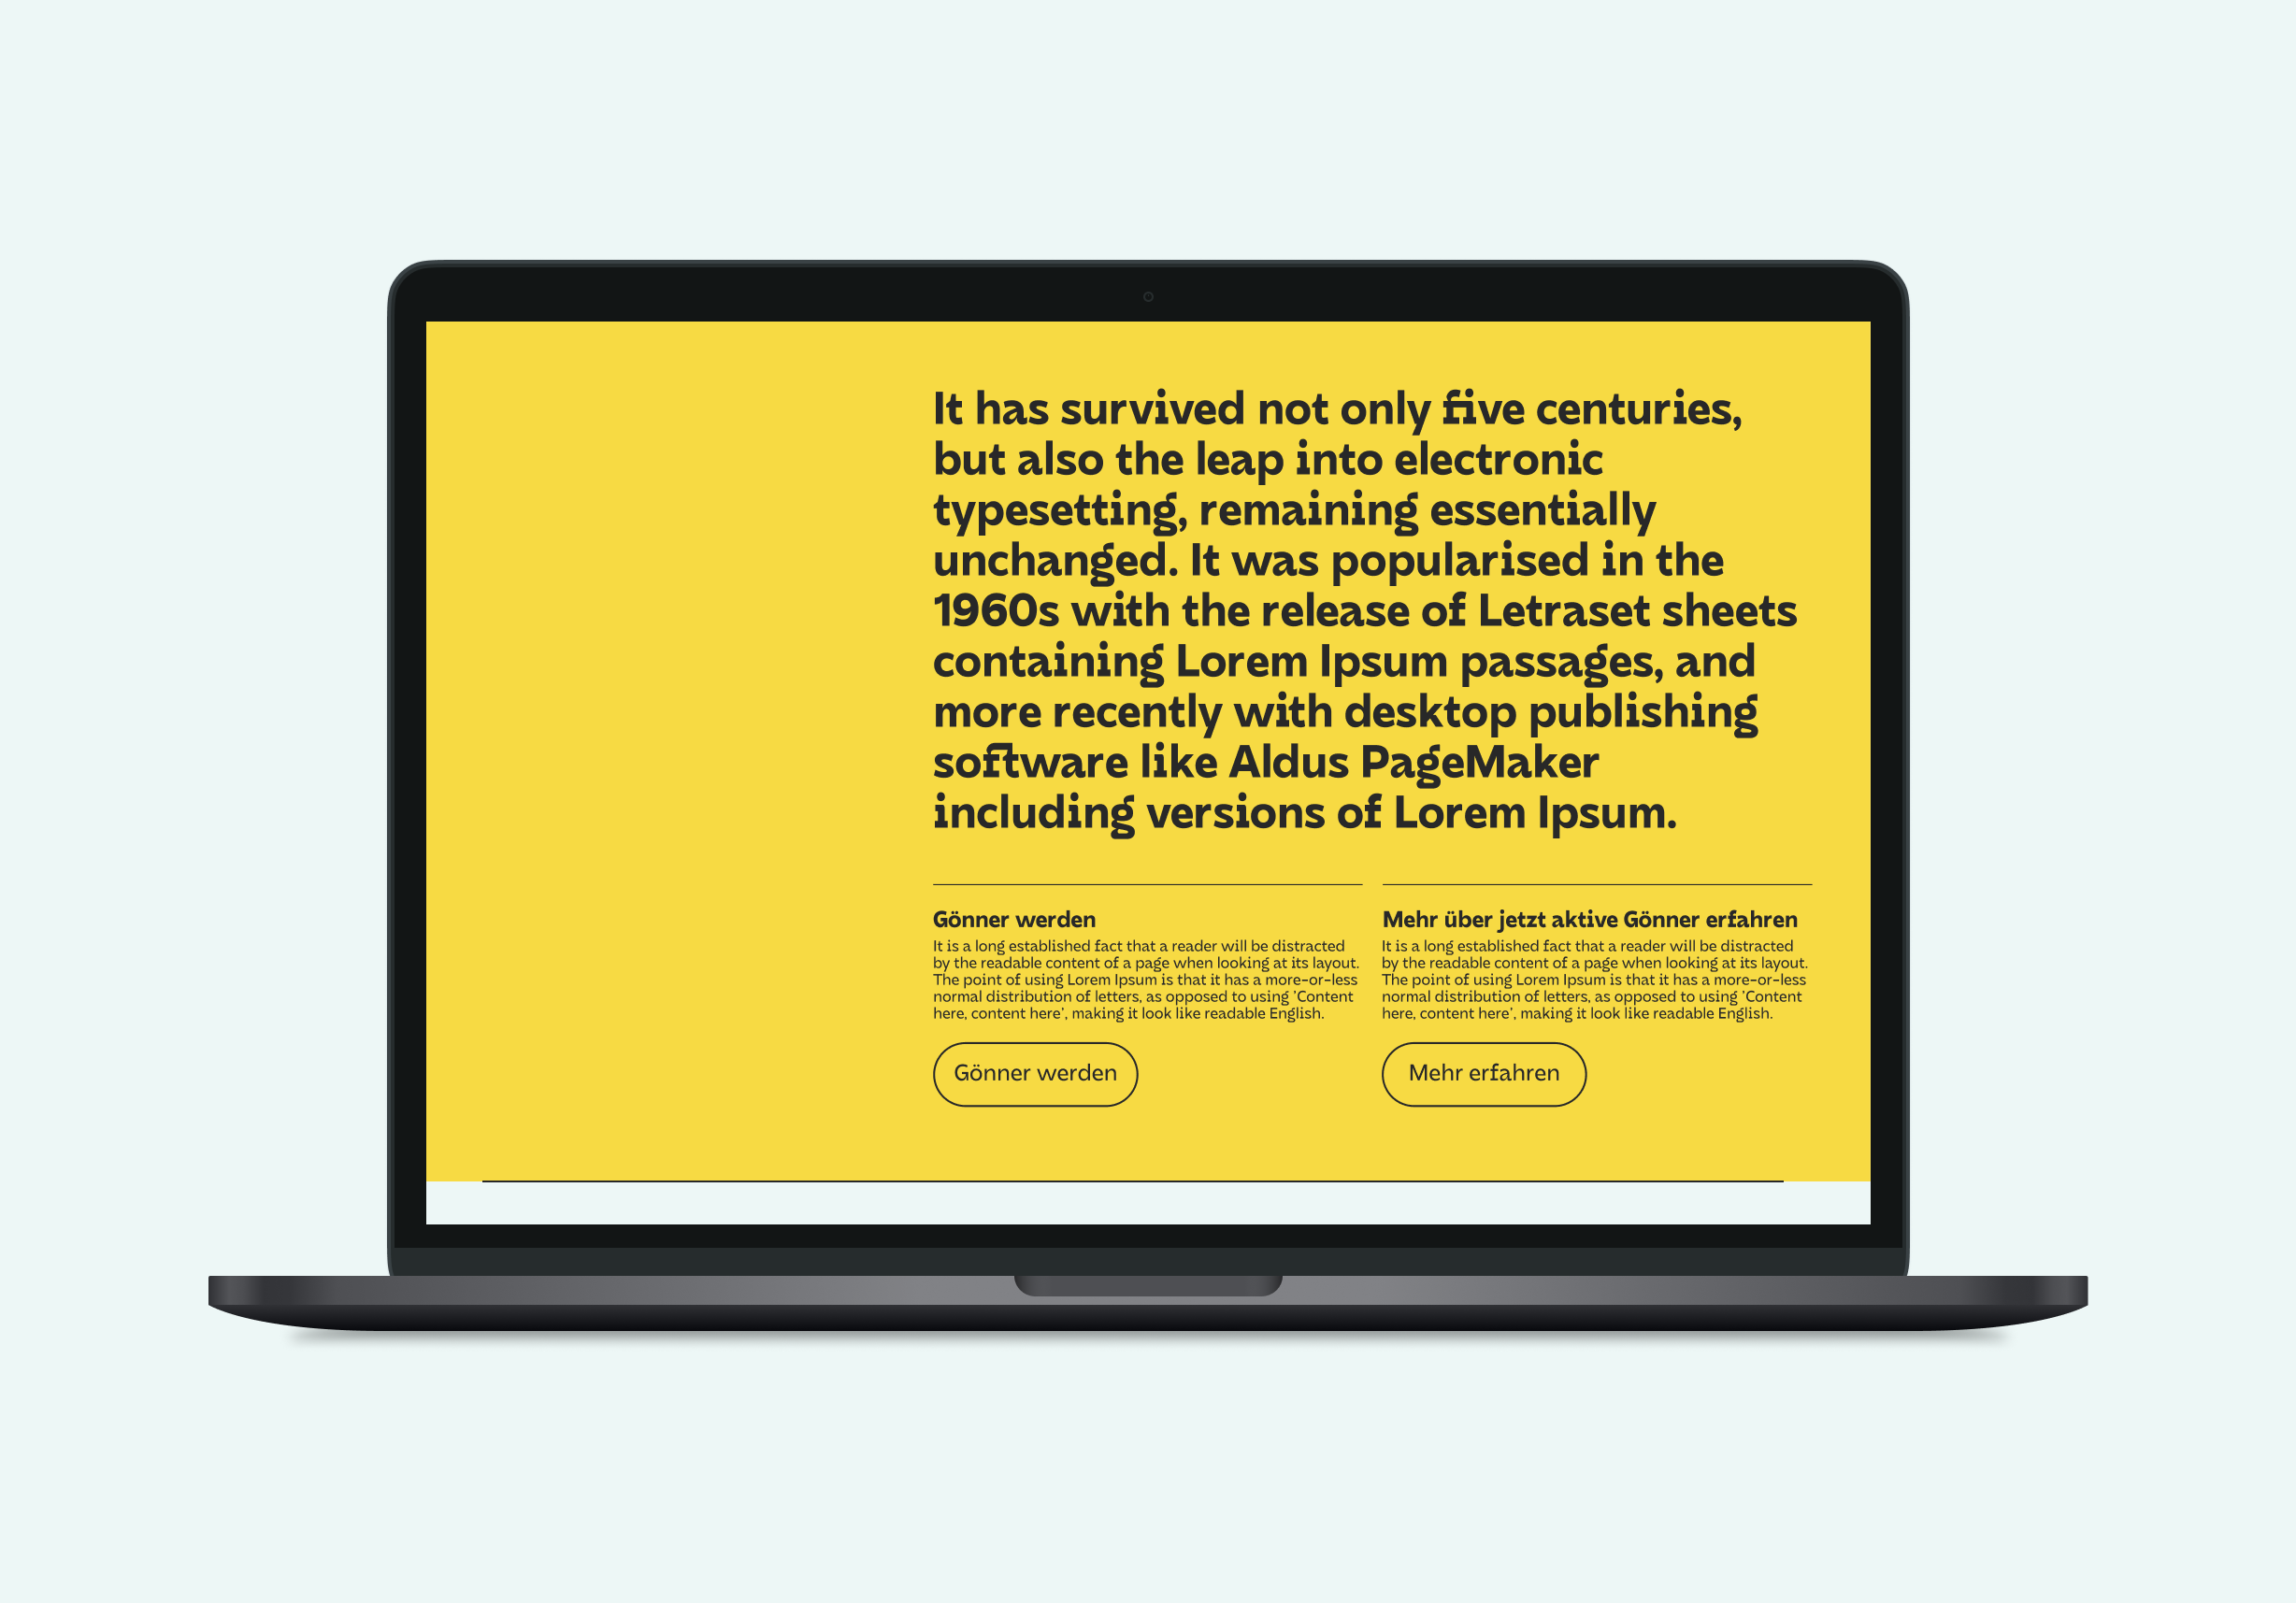 It has survived not only five centuries,
but also the leap into electronic
typesetting, remaining essentially
unchanged. It was popularised in the
1960s with the release of Letraset sheets
containing Lorem Ipsum passages, and
more recently with desktop publishing
software like Aldus PageMaker
including versions of Lorem Ipsum.
Gönner werden
It is a long established fact that a reader will be distracted
by the readable content of a page when looking at its layout.
The point of using Lorem Ipsum is that it has a more-or-less
normal distribution of letters, as opposed to using 'Content
here, content here', making it look like readable English.
Gönner werden
Mehr über jetzt aktive Gönner erfahren
It is a long established fact that a reader will be distracted
by the readable content of a page when looking at its layout.
The point of using Lorem Ipsum is that it has a more-or-less
normal distribution of letters, as opposed to using 'Content
here, content here', making it look like readable English.
Mehr erfahren